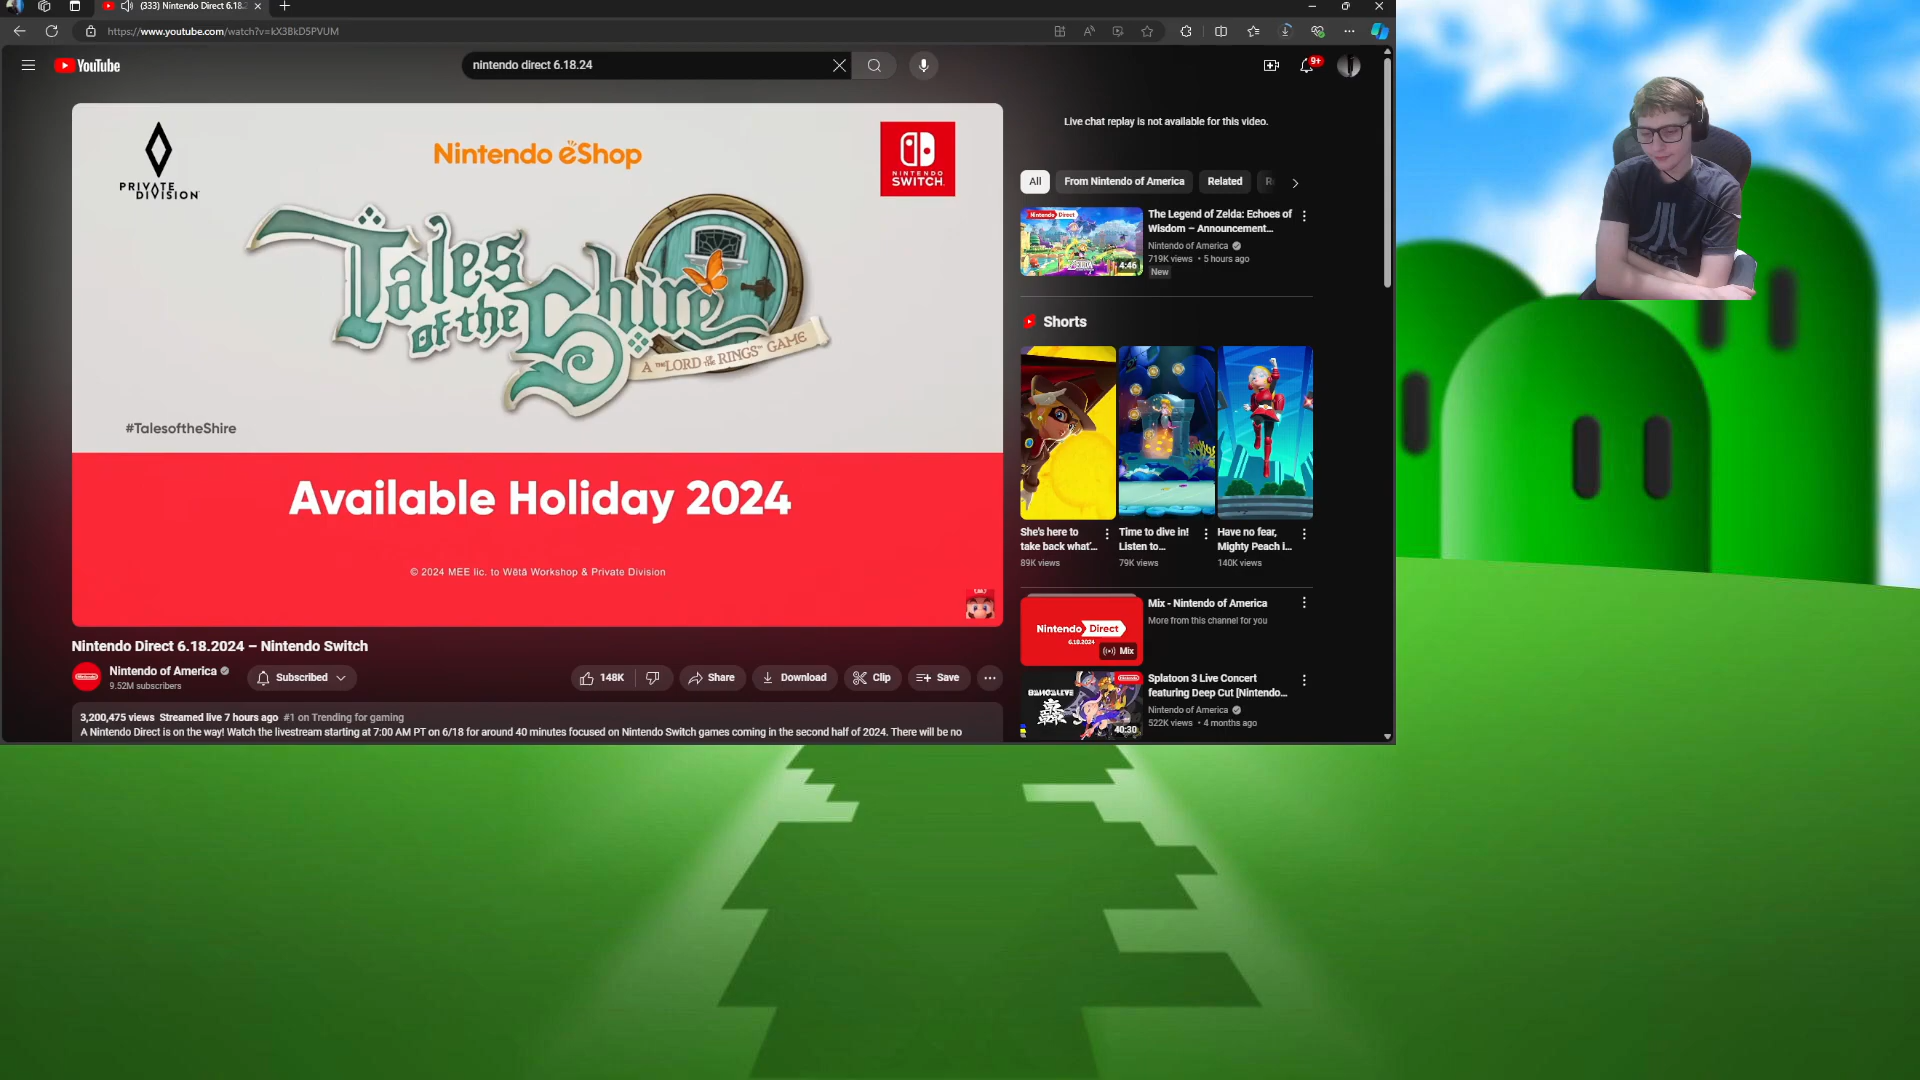 (333) Nintendo Direct 6.18.2
https://www.youtube.com/watch?v=kX3BkD5PVUM
YouTube
nintendo direct 6.18.24
9+
PRIVATE DIVISION
Nintendo eShop
NINTENDO SWITCH
Tales of the Shire
A THE LORD OF THE RINGS™ GAME
#TalesoftheShire
Available Holiday 2024
© 2024 MEE lic. to Wētā Workshop & Private Division
Nintendo Direct 6.18.2024 – Nintendo Switch
Nintendo of America
9.52M subscribers
Subscribed
148K
Share
Download
Clip
Save
3,200,475 views Streamed live 7 hours ago #1 on Trending for gaming
A Nintendo Direct is on the way! Watch the livestream starting at 7:00 AM PT on 6/18 for around 40 minutes focused on Nintendo Switch games coming in the second half of 2024. There will be no
Live chat replay is not available for this video.
All
From Nintendo of America
Related
Nintendo Direct
ZELDA
4:46
The Legend of Zelda: Echoes of
Wisdom – Announcement...
Nintendo of America
719K views • 5 hours ago
New
Shorts
She's here to
take back what'...
89K views
Time to dive in!
Listen to...
79K views
Have no fear,
Mighty Peach i...
140K views
Nintendo Direct
6.18.2024
Mix
Mix - Nintendo of America
More from this channel for you
Nintendo
40:30
Splatoon 3 Live Concert
featuring Deep Cut [Nintendo...
Nintendo of America
522K views • 4 months ago